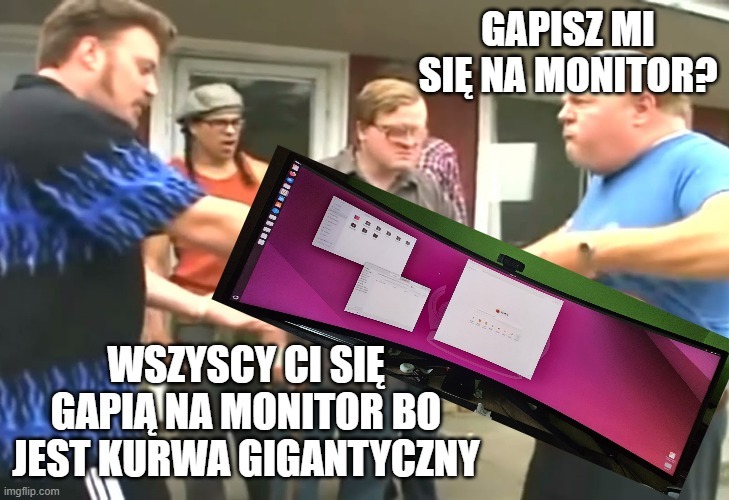 GAPISZ MI
SIĘ NA MONITOR?
WSZYSCY CI SIĘ
GAPIĄ NA MONITOR BO
JEST KURWA GIGANTYCZNY
imgflip.com